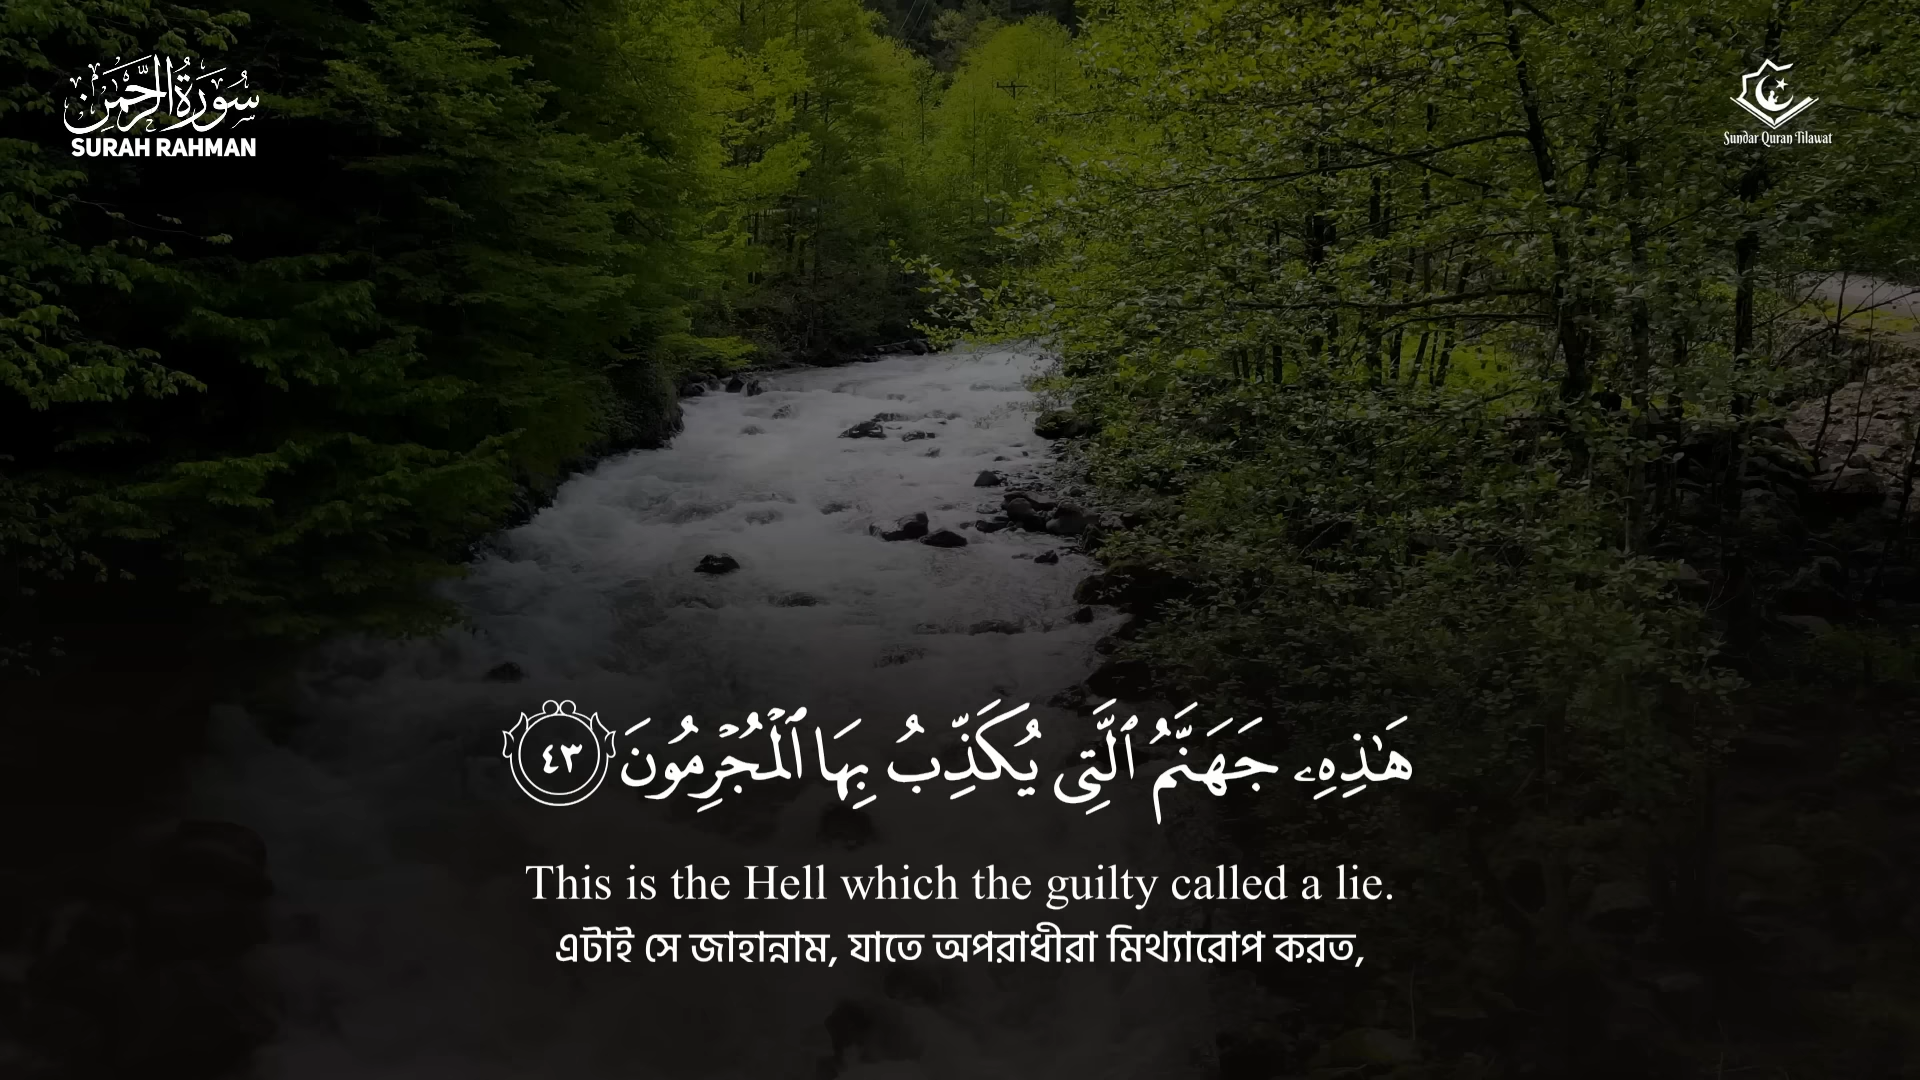 سُورَةُ الرَّحْمَن
SURAH RAHMAN
Sundar Quran Tilawat
هَـٰذِهِۦ جَهَنَّمُ ٱلَّتِى يُكَذِّبُ بِهَا ٱلْمُجْرِمُونَ ٤٣
This is the Hell which the guilty called a lie.
এটাই সে জাহান্নাম, যাতে অপরাধীরা মিথ্যারোপ করত,